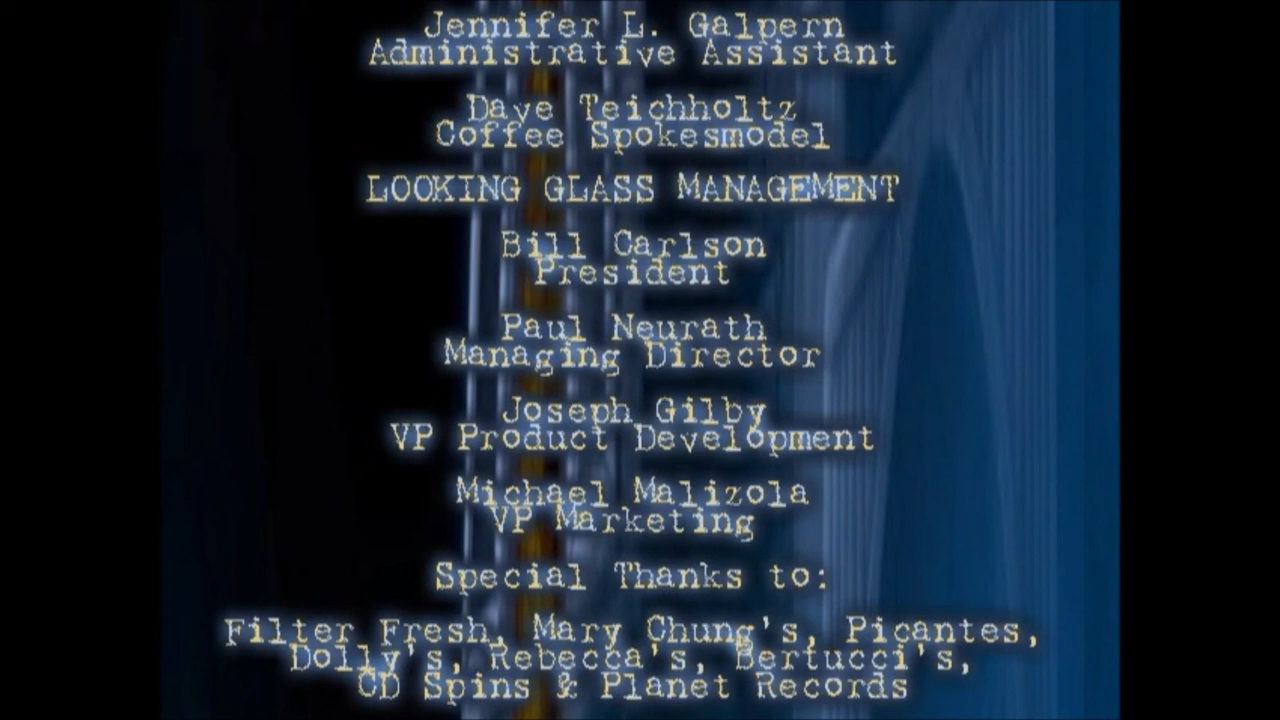 Jennifer L. Galpern
Administrative Assistant
Dave Teichholtz
Coffee Spokesmodel
LOOKING GLASS MANAGEMENT
Bill Carlson
President
Paul Neurath
Managing Director
Joseph Gilby
VP Product Development
Michael Malizola
VP Marketing
Special Thanks to:
Filter Fresh, Mary Chung's, Picantes,
Dolly's, Rebecca's, Bertucci's,
CD Spins & Planet Records